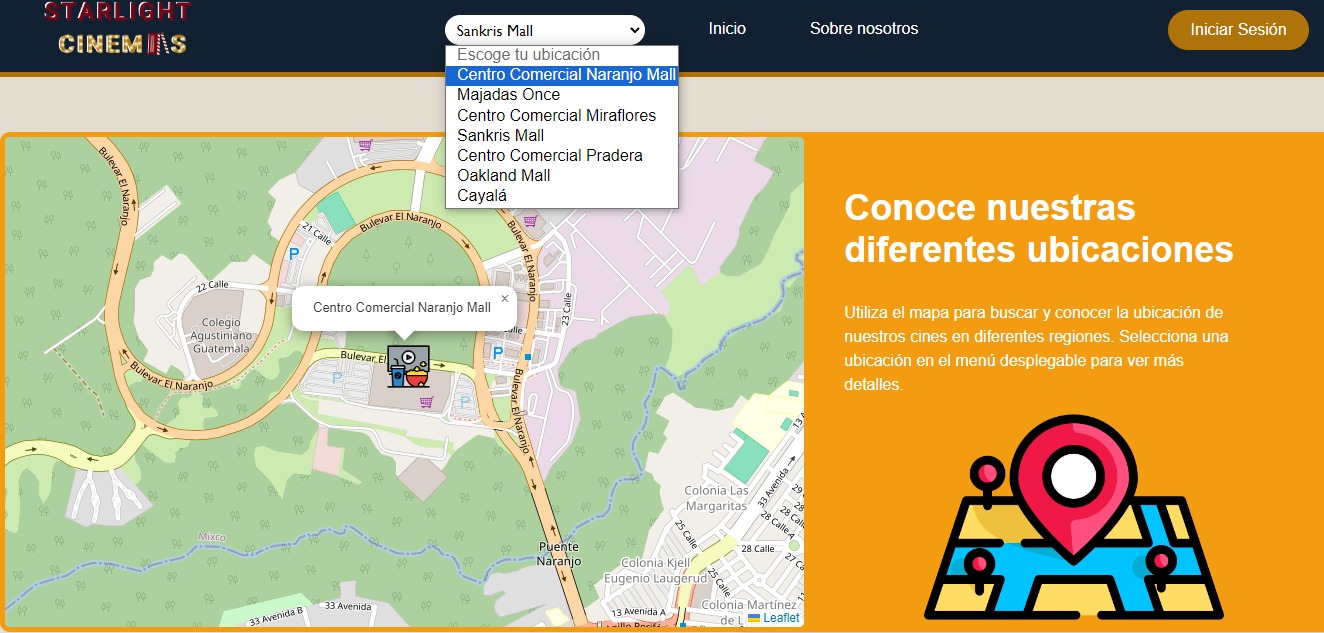 STARLIGHT
CINEMAS
Sankris Mall
Inicio
Sobre nosotros
Iniciar Sesión
Escoge tu ubicación
Centro Comercial Naranjo Mall
Majadas Once
Centro Comercial Miraflores
Sankris Mall
Centro Comercial Pradera
Oakland Mall
Cayalá
Conoce nuestras
diferentes ubicaciones
Utiliza el mapa para buscar y conocer la ubicación de
nuestros cines en diferentes regiones. Selecciona una
ubicación en el menú desplegable para ver más
detalles.
Bulevar El Naranjo
21 Calle
P
Bulevar El Naranjo
Bulevar El Naranjo
22 Calle
23 Calle
Centro Comercial Naranjo Mall
×
Colegio
Agustiniano
Guatemala
Calle
Bulevar El
P
P
P
Bulevar El Naranjo
Bulevar El Naranjo
Colonia Las
Margaritas
33 Avenida
13 A
29
28 C
28 Calle A
25 Calle
28 Calle
Mixco
Puente
Naranjo
Colonia Kjell
Eugenio Laugerud
25 Calle
33 Avenida B
33 Avenida
13 Avenida A
Colonia Martínez
de L
Anillo Periféri
Leaflet